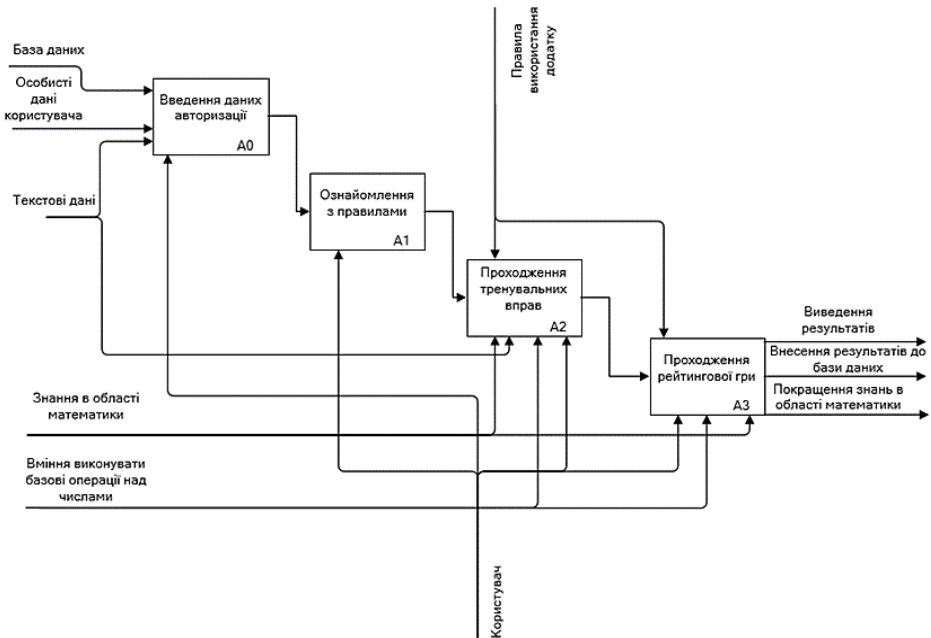 База даних
Особисті
дані
користувача
Введення даних
авторизації
A0
Правила
використання
додатку
Текстові дані
Ознайомлення
з правилами
A1
Проходження
тренувальних
вправ
A2
Проходження
рейтингової гри
A3
Виведення
результатів
Внесення результатів до
бази даних
Покращення знань в
області математики
Знання в області
математики
Вміння виконувати
базові операції над
числами
Користувач